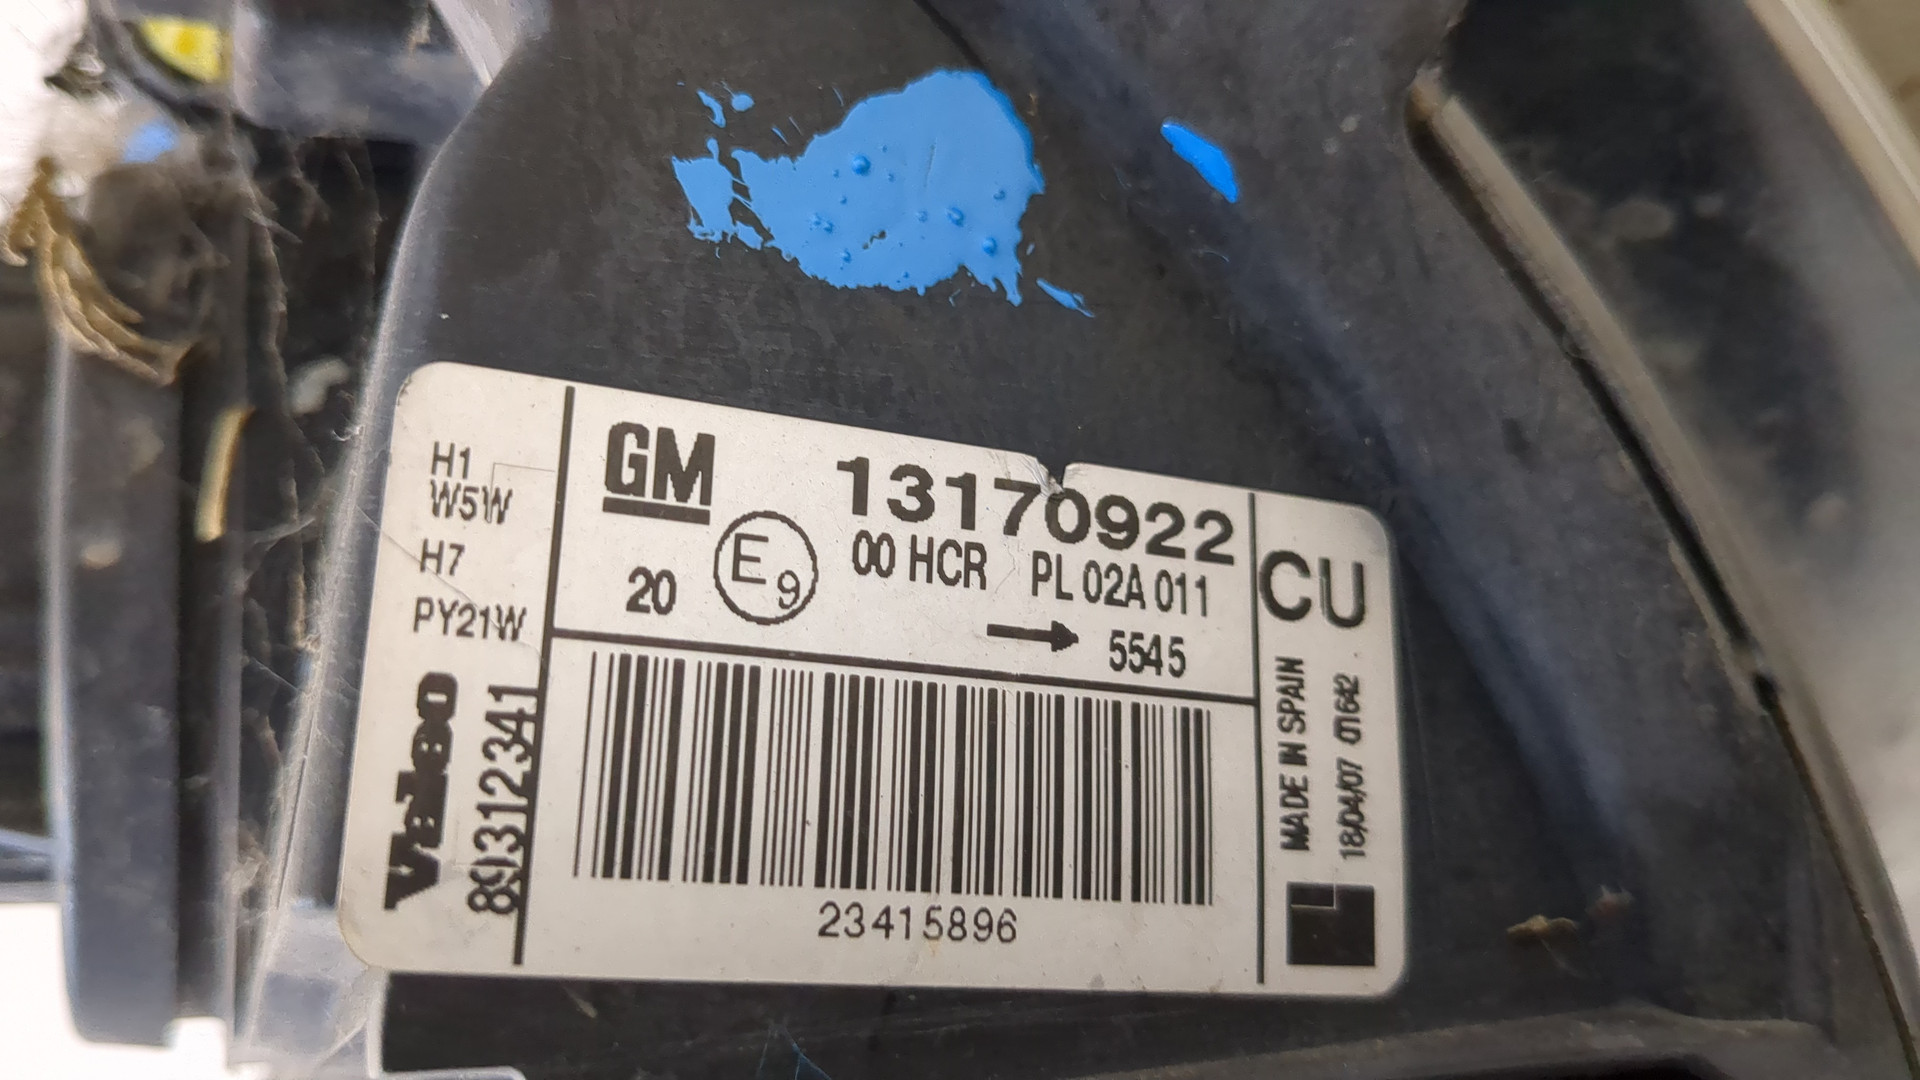 H1
W5W
H7
PY21W
Valeo
89312341
GM
13170922
20
E9
00 HCR PL 02A 011
→ 5545
23415896
CU
MADE IN SPAIN
18/04/07 01642